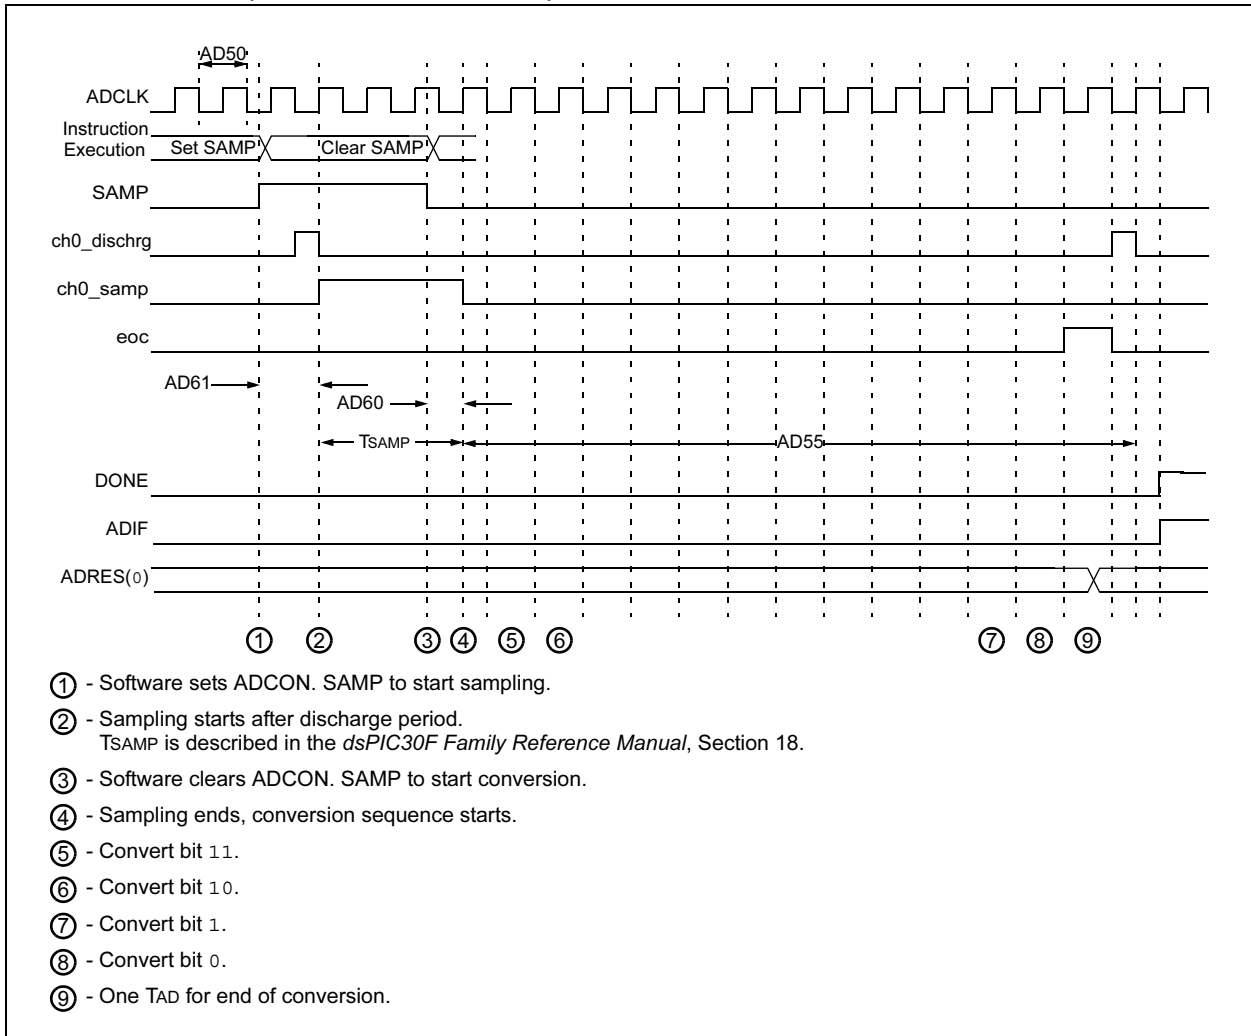 AD50
ADCLK
Instruction
Execution
Set SAMP
Clear SAMP
SAMP
ch0_dischrg
ch0_samp
eoc
AD61
AD60
TSAMP
AD55
DONE
ADIF
ADRES(0)
1 2 3 4 5 6 7 8 9
1 - Software sets ADCON. SAMP to start sampling.
2 - Sampling starts after discharge period.
TSAMP is described in the dsPIC30F Family Reference Manual, Section 18.
3 - Software clears ADCON. SAMP to start conversion.
4 - Sampling ends, conversion sequence starts.
5 - Convert bit 11.
6 - Convert bit 10.
7 - Convert bit 1.
8 - Convert bit 0.
9 - One TAD for end of conversion.